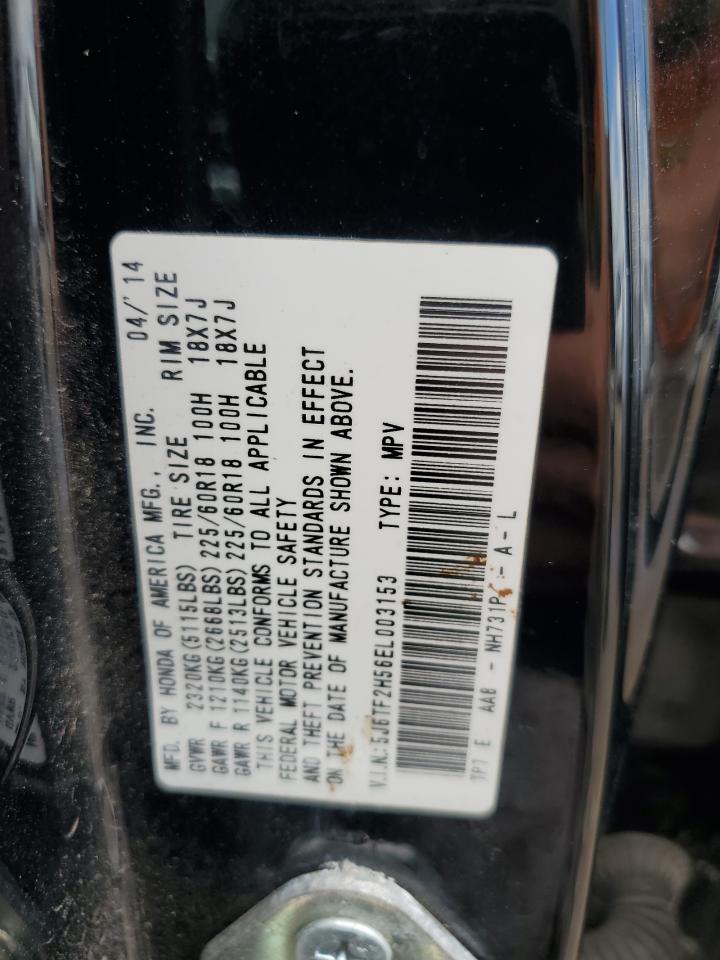 MFD. BY HONDA OF AMERICA MFG., INC. 04/'14
GVWR 2320KG(5115LBS) TIRE SIZE RIM SIZE
GAWR F 1210KG(2668LBS) 225/60R18 100H 18X7J
GAWR R 1140KG(2513LBS) 225/60R18 100H 18X7J
THIS VEHICLE CONFORMS TO ALL APPLICABLE
FEDERAL MOTOR VEHICLE SAFETY
AND THEFT PREVENTION STANDARDS IN EFFECT
ON THE DATE OF MANUFACTURE SHOWN ABOVE.
V.I.N.: 5J6TF2H56EL003153 TYPE: MPV
TP7 E AA8 - NH731P - A - L